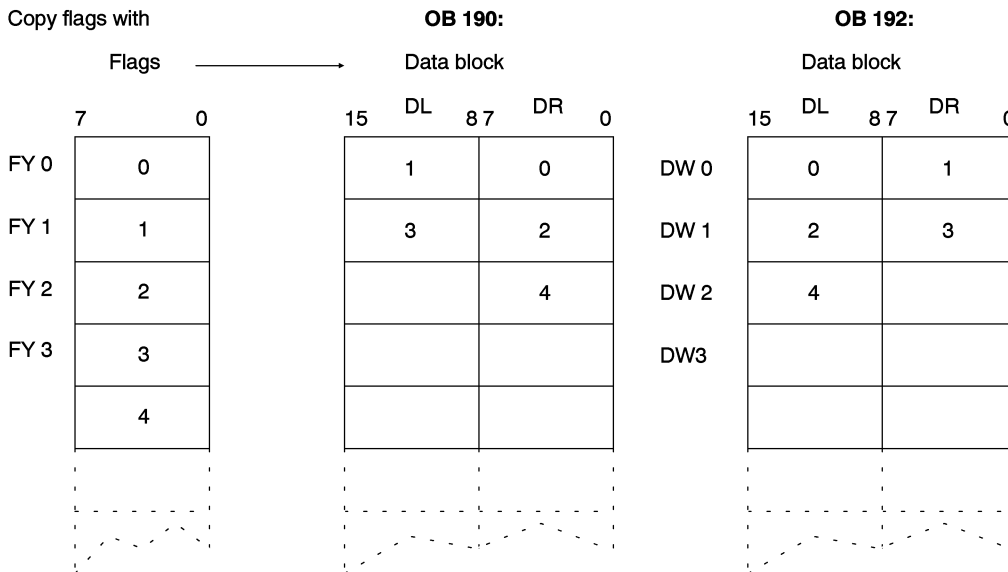 Copy flags with OB 190: OB 192:
Flags Data block Data block
7 0 15 DL 8 7 DR 0 15 DL 8 7 DR 0
FY 0 0 1 0 DW 0 0 1
FY 1 1 3 2 DW 1 2 3
FY 2 2 4 DW 2 4
FY 3 3 DW3
4